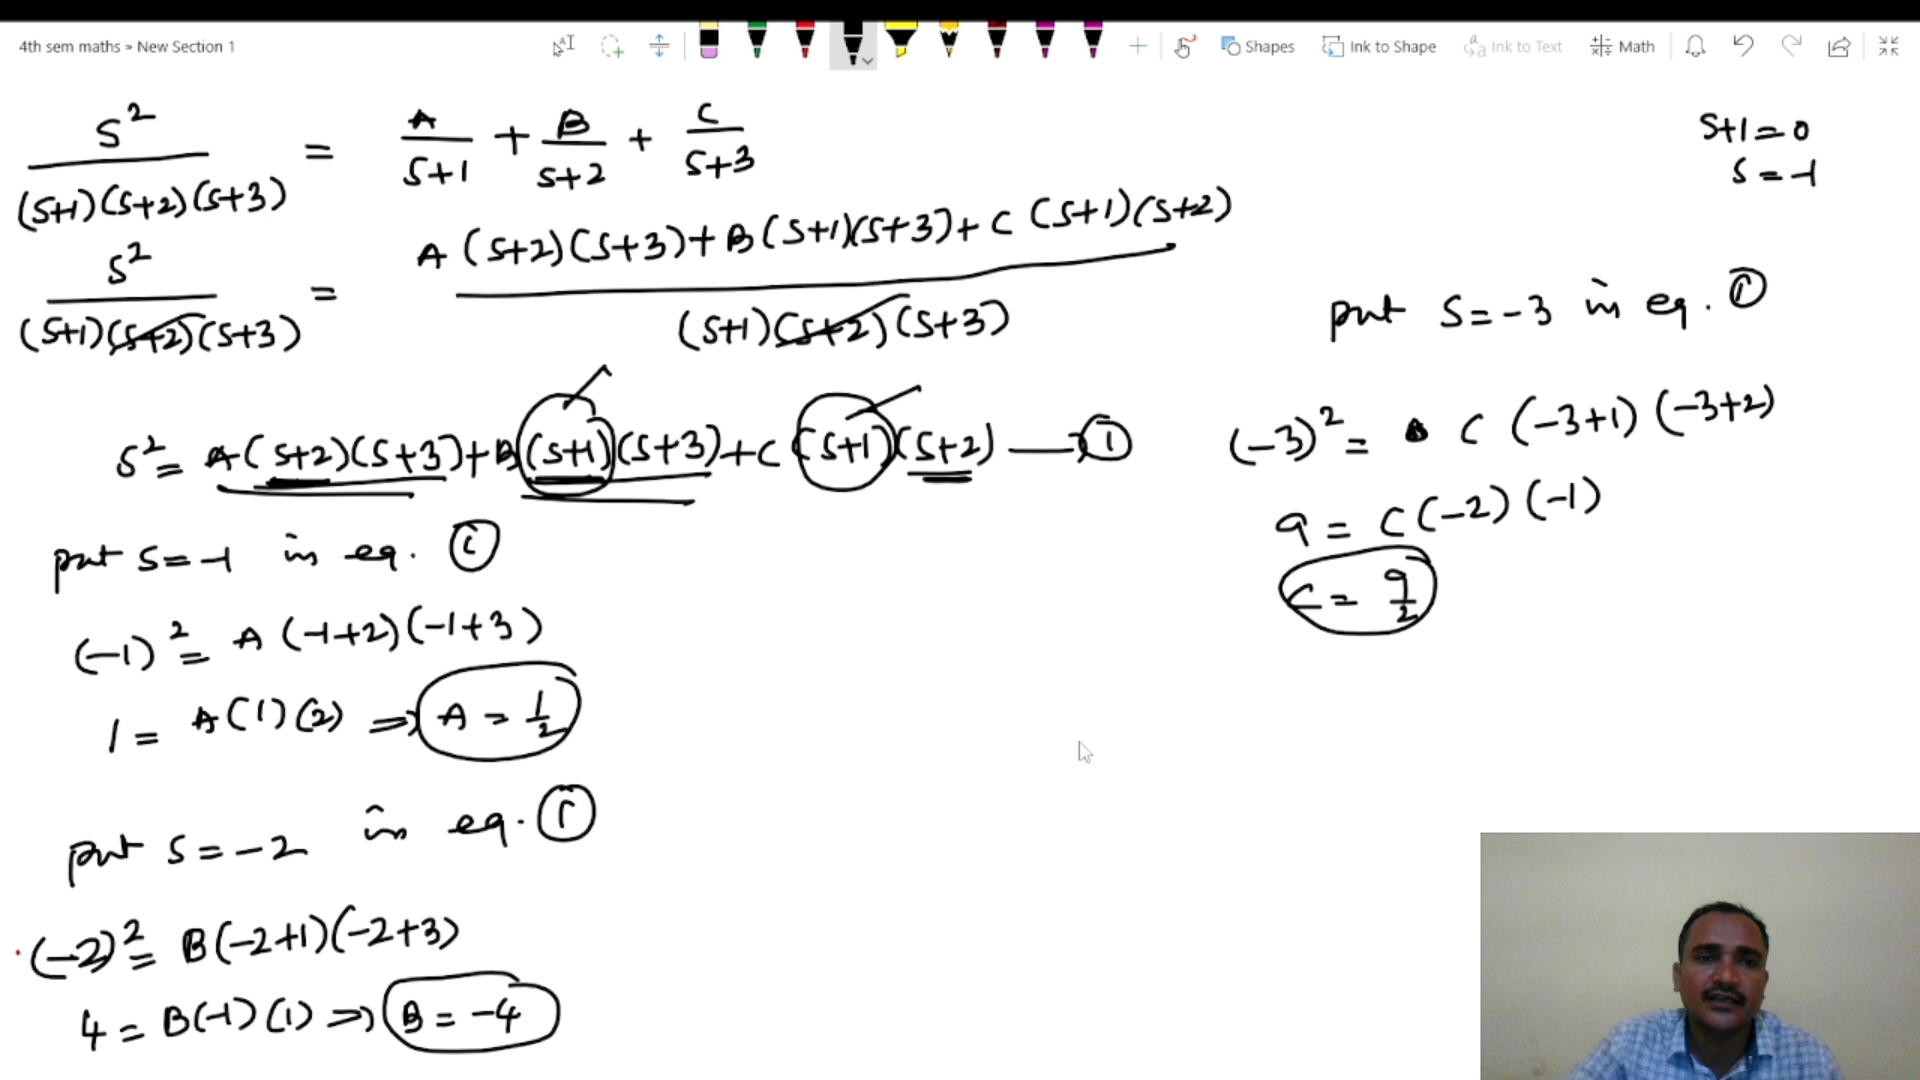 4th sem maths » New Section 1
Shapes Ink to Shape Ink to Text Math
S²/((S+1)(S+2)(S+3)) = A/(S+1) + B/(S+2) + C/(S+3)
S²/((S+1)(S+2)(S+3)) = (A(S+2)(S+3)+B(S+1)(S+3)+C(S+1)(S+2))/((S+1)(S+2)(S+3))
S² = A(S+2)(S+3)+B(S+1)(S+3)+C(S+1)(S+2) → ①
put S=-1 in eq. ①
(-1)² = A(-1+2)(-1+3)
1 = A(1)(2) ⇒ A = 1/2
put S=-2 in eq. ①
(-2)² = B(-2+1)(-2+3)
4 = B(-1)(1) ⇒ B = -4
S+1=0
S=-1
put S=-3 in eq. ①
(-3)² = C(-3+1)(-3+2)
9 = C(-2)(-1)
C = 9/2